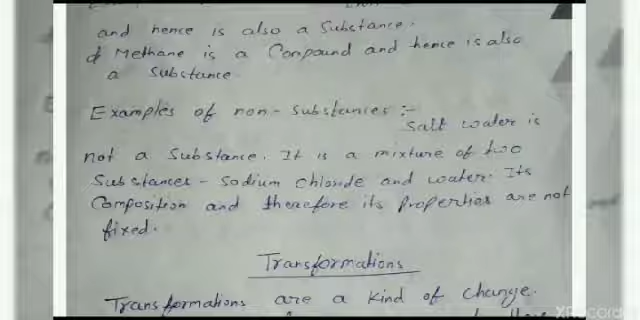 and hence is also a substance.
& Methane is a Compound and hence is also
a substance.
Examples of non-substances :-
Salt water is
not a substance. It is a mixture of two
substances - Sodium chloride and water. Its
Composition and therefore its properties are not
fixed.
Transformations
Transformations are a kind of change.
XRecorder